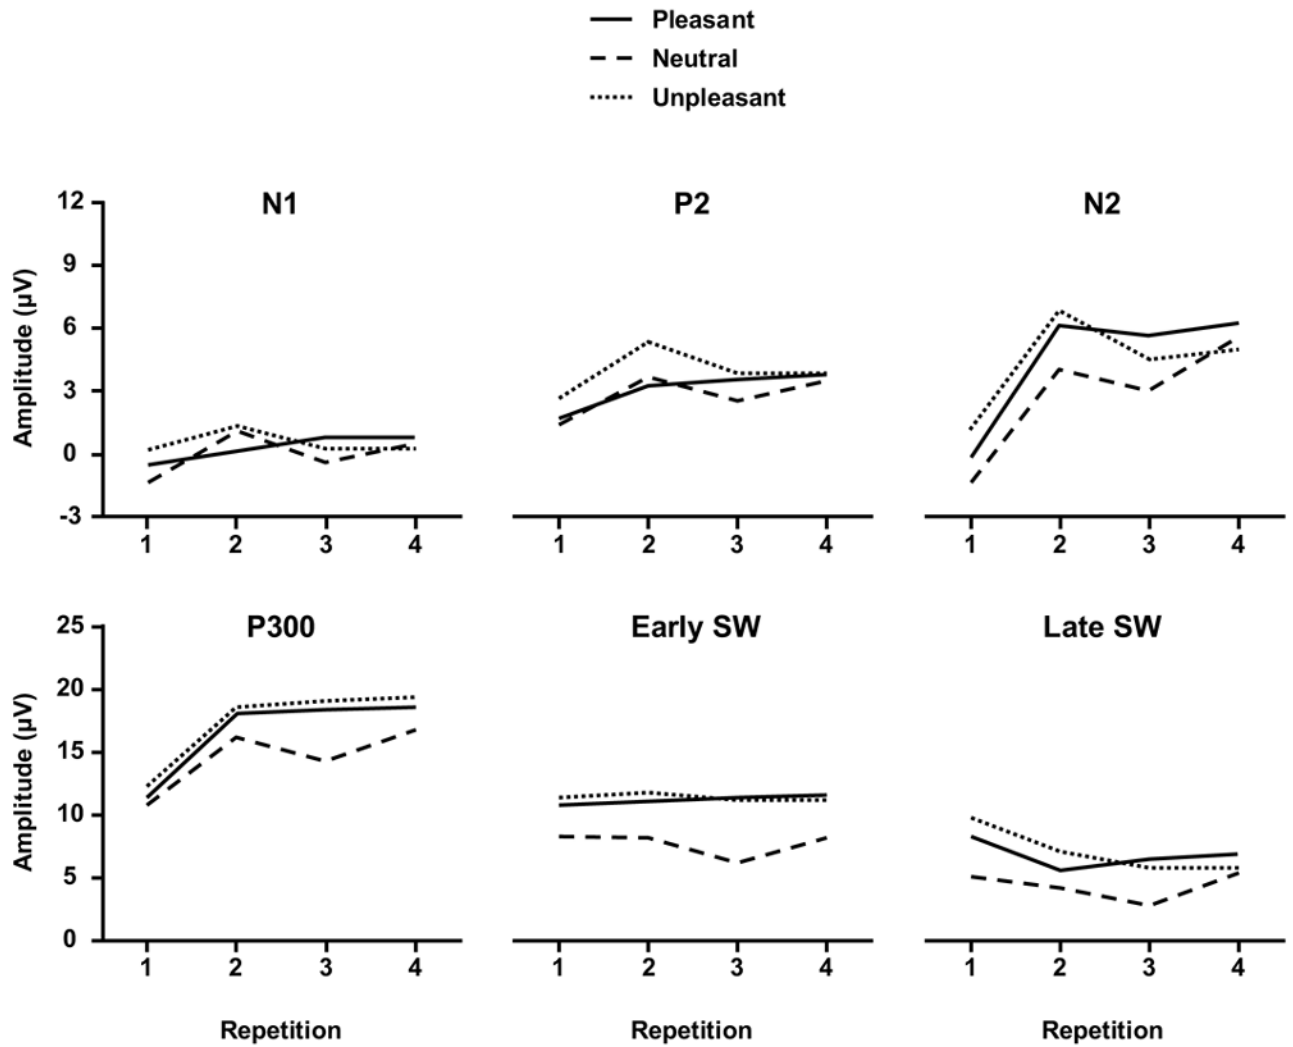 Pleasant
Neutral
Unpleasant
N1
P2
N2
12
9
6
3
0
-3
Amplitude (µV)
1 2 3 4
1 2 3 4
1 2 3 4
P300
Early SW
Late SW
25
20
15
10
5
0
Amplitude (µV)
1 2 3 4
1 2 3 4
1 2 3 4
Repetition
Repetition
Repetition